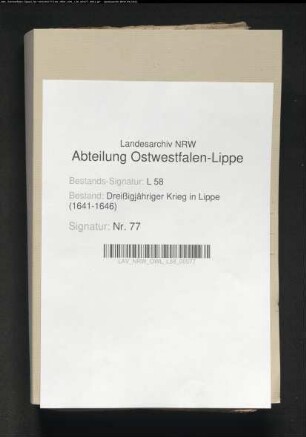 Landesarchiv NRW
Abteilung Ostwestfalen-Lippe
Bestands-Signatur: L 58
Bestand: Dreißigjähriger Krieg in Lippe
(1641-1646)
Signatur: Nr. 77